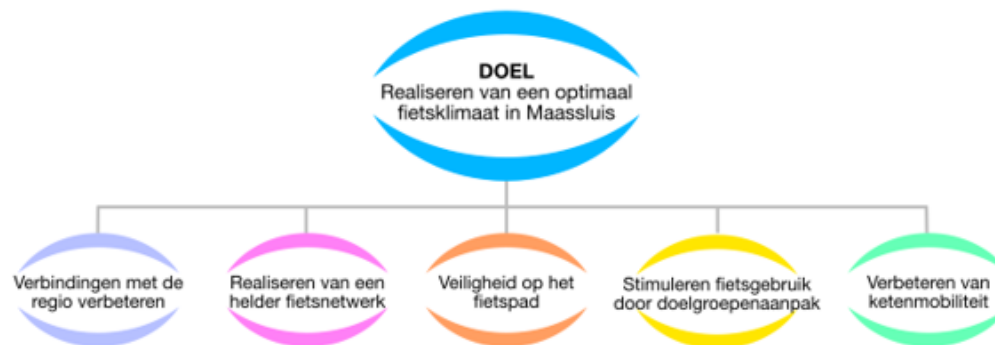 DOEL
Realiseren van een optimaal
fietsklimaat in Maassluis
Verbindingen met de
regio verbeteren
Realiseren van een
helder fietsnetwerk
Veiligheid op het
fietspad
Stimuleren fietsgebruik
door doelgroepenaanpak
Verbeteren van
ketenmobiliteit